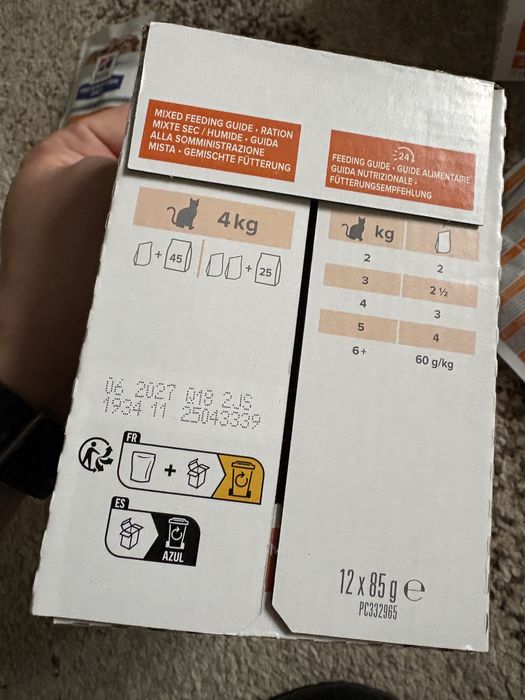 Hill's
MIXED FEEDING GUIDE • RATION
MIXTE SEC / HUMIDE • GUIDA
ALLA SOMMINISTRAZIONE
MISTA • GEMISCHTE FÜTTERUNG
4 kg
+ 45
+ 25
24
FEEDING GUIDE • GUIDE ALIMENTAIRE
GUIDA NUTRIZIONALE •
FÜTTERUNGSEMPFEHLUNG
kg
2 2
3 2 ½
4 3
5 4
6+ 60 g/kg
06 2027 Q18 2JS
1934 11 25043339
FR
+
ES
AZUL
12 x 85 g e
PC332965